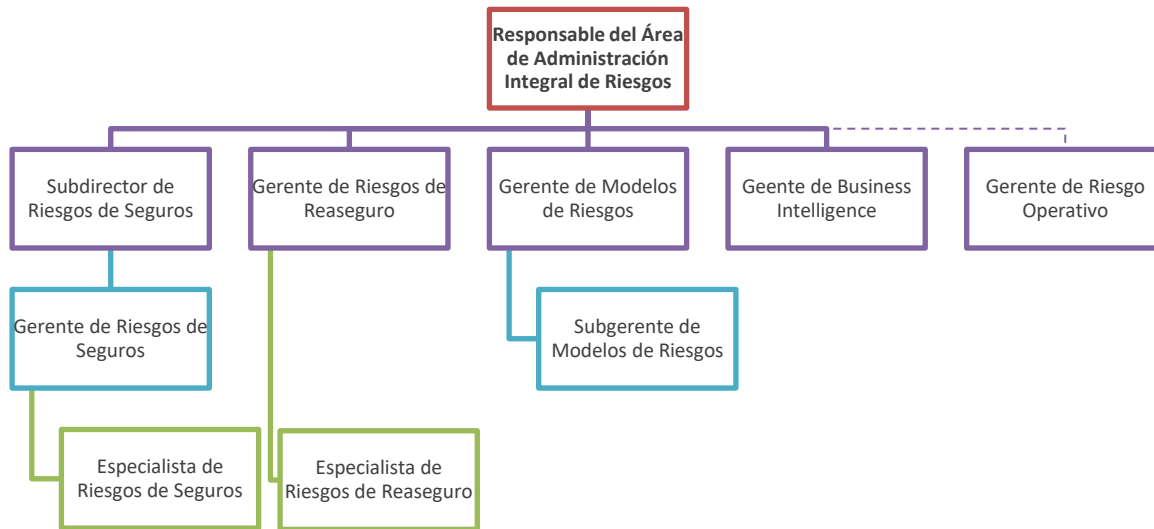 Responsable del Área
de Administración
Integral de Riesgos
Subdirector de
Riesgos de Seguros
Gerente de Riesgos de
Reaseguro
Gerente de Modelos
de Riesgos
Geente de Business
Intelligence
Gerente de Riesgo
Operativo
Gerente de Riesgos de
Seguros
Subgerente de
Modelos de Riesgos
Especialista de
Riesgos de Seguros
Especialista de
Riesgos de Reaseguro